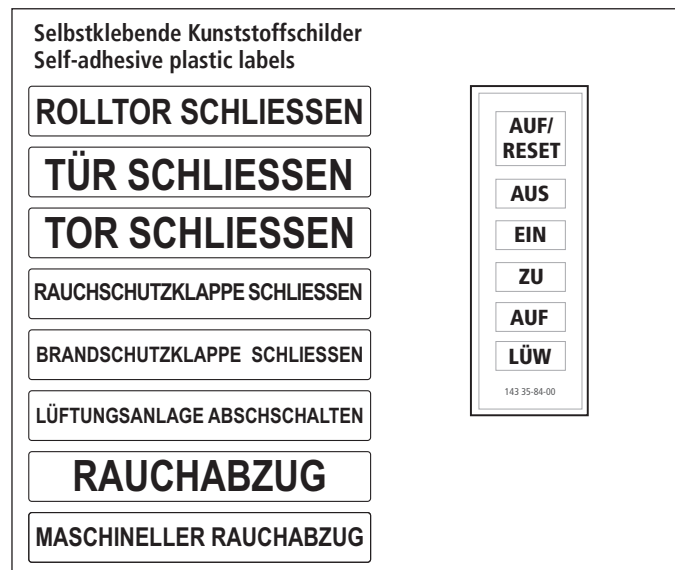 Selbstklebende Kunststoffschilder
Self-adhesive plastic labels
ROLLTOR SCHLIESSEN
TÜR SCHLIESSEN
TOR SCHLIESSEN
RAUCHSCHUTZKLAPPE SCHLIESSEN
BRANDSCHUTZKLAPPE SCHLIESSEN
LÜFTUNGSANLAGE ABSCHSCHALTEN
RAUCHABZUG
MASCHINELLER RAUCHABZUG
AUF/
RESET
AUS
EIN
ZU
AUF
LÜW
143 35-84-00